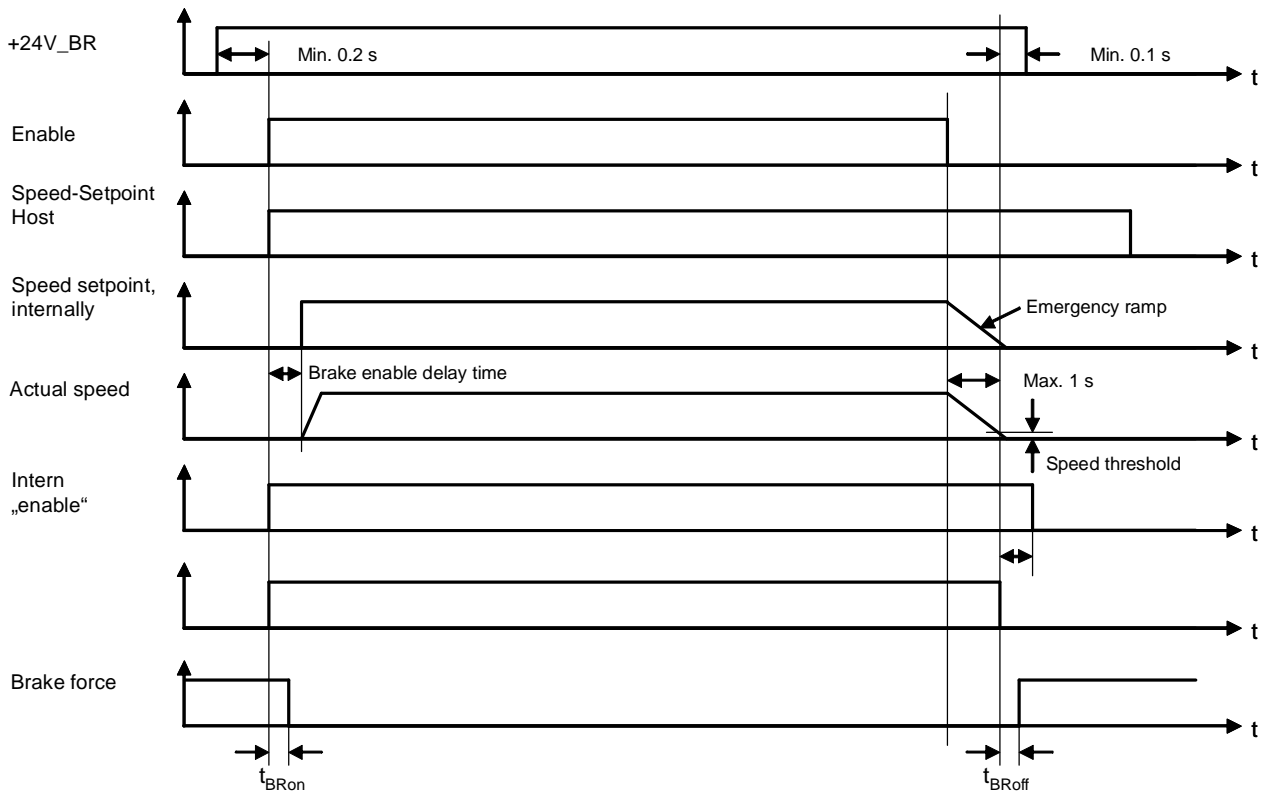 +24V_BR
Min. 0.2 s
Min. 0.1 s
t
Enable
t
Speed-Setpoint
Host
t
Speed setpoint,
internally
Emergency ramp
t
Brake enable delay time
Actual speed
Max. 1 s
t
Speed threshold
Intern
„enable“
t
t
Brake force
t
tBRon
tBRoff